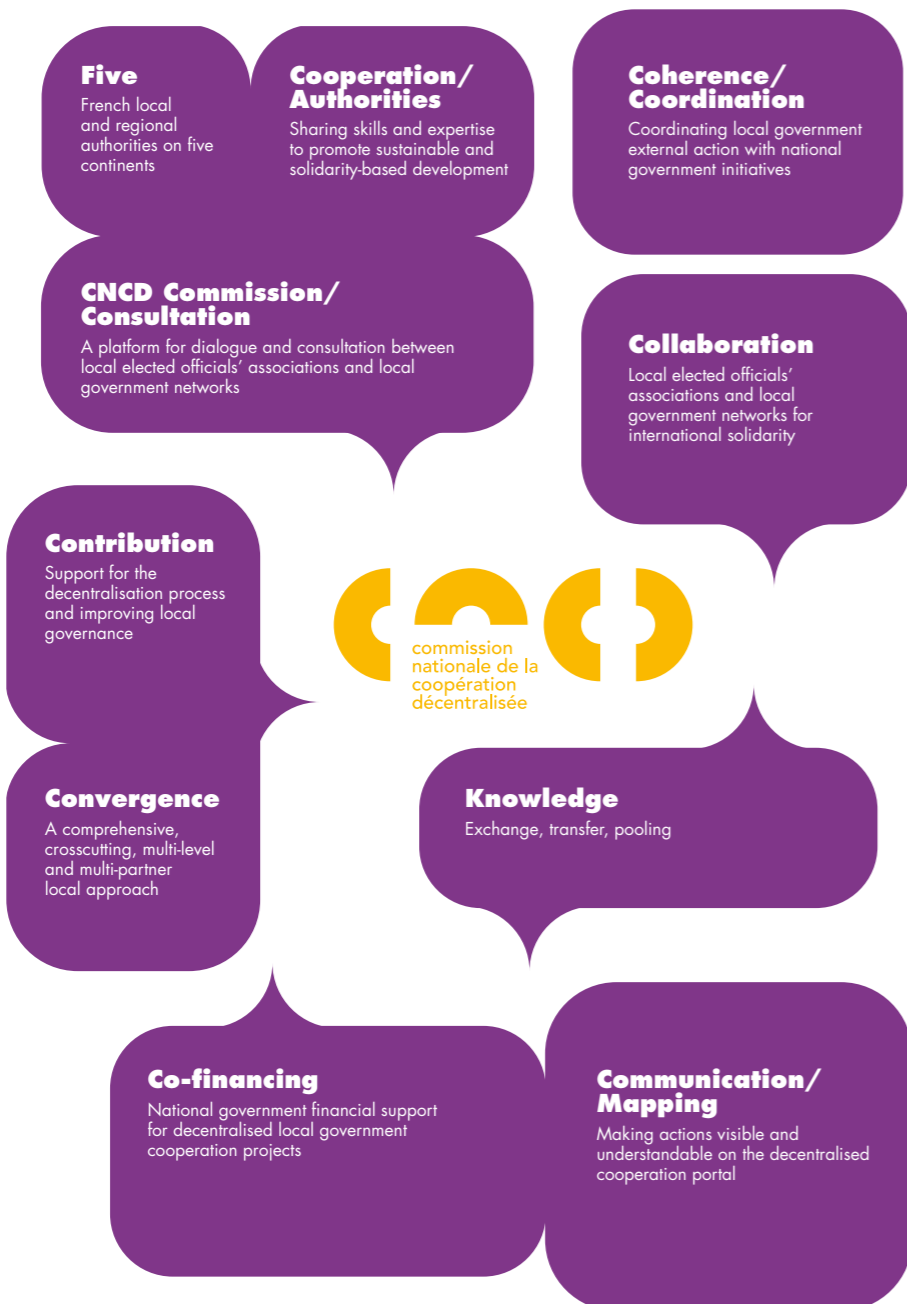 Five
French local
and regional
authorities on five
continents
Cooperation/
Authorities
Sharing skills and expertise
to promote sustainable and
solidarity-based development
Coherence/
Coordination
Coordinating local government
external action with national
government initiatives
CNCD Commission/
Consultation
A platform for dialogue and consultation between
local elected officials’ associations and local
government networks
Collaboration
Local elected officials’
associations and local
government networks for
international solidarity
Contribution
Support for the
decentralisation process
and improving local
governance
commission
nationale de la
coopération
décentralisée
Convergence
A comprehensive,
crosscutting, multi-level
and multi-partner
local approach
Knowledge
Exchange, transfer, pooling
Co-financing
National government financial support
for decentralised local government
cooperation projects
Communication/
Mapping
Making actions visible and
understandable on the decentralised
cooperation portal